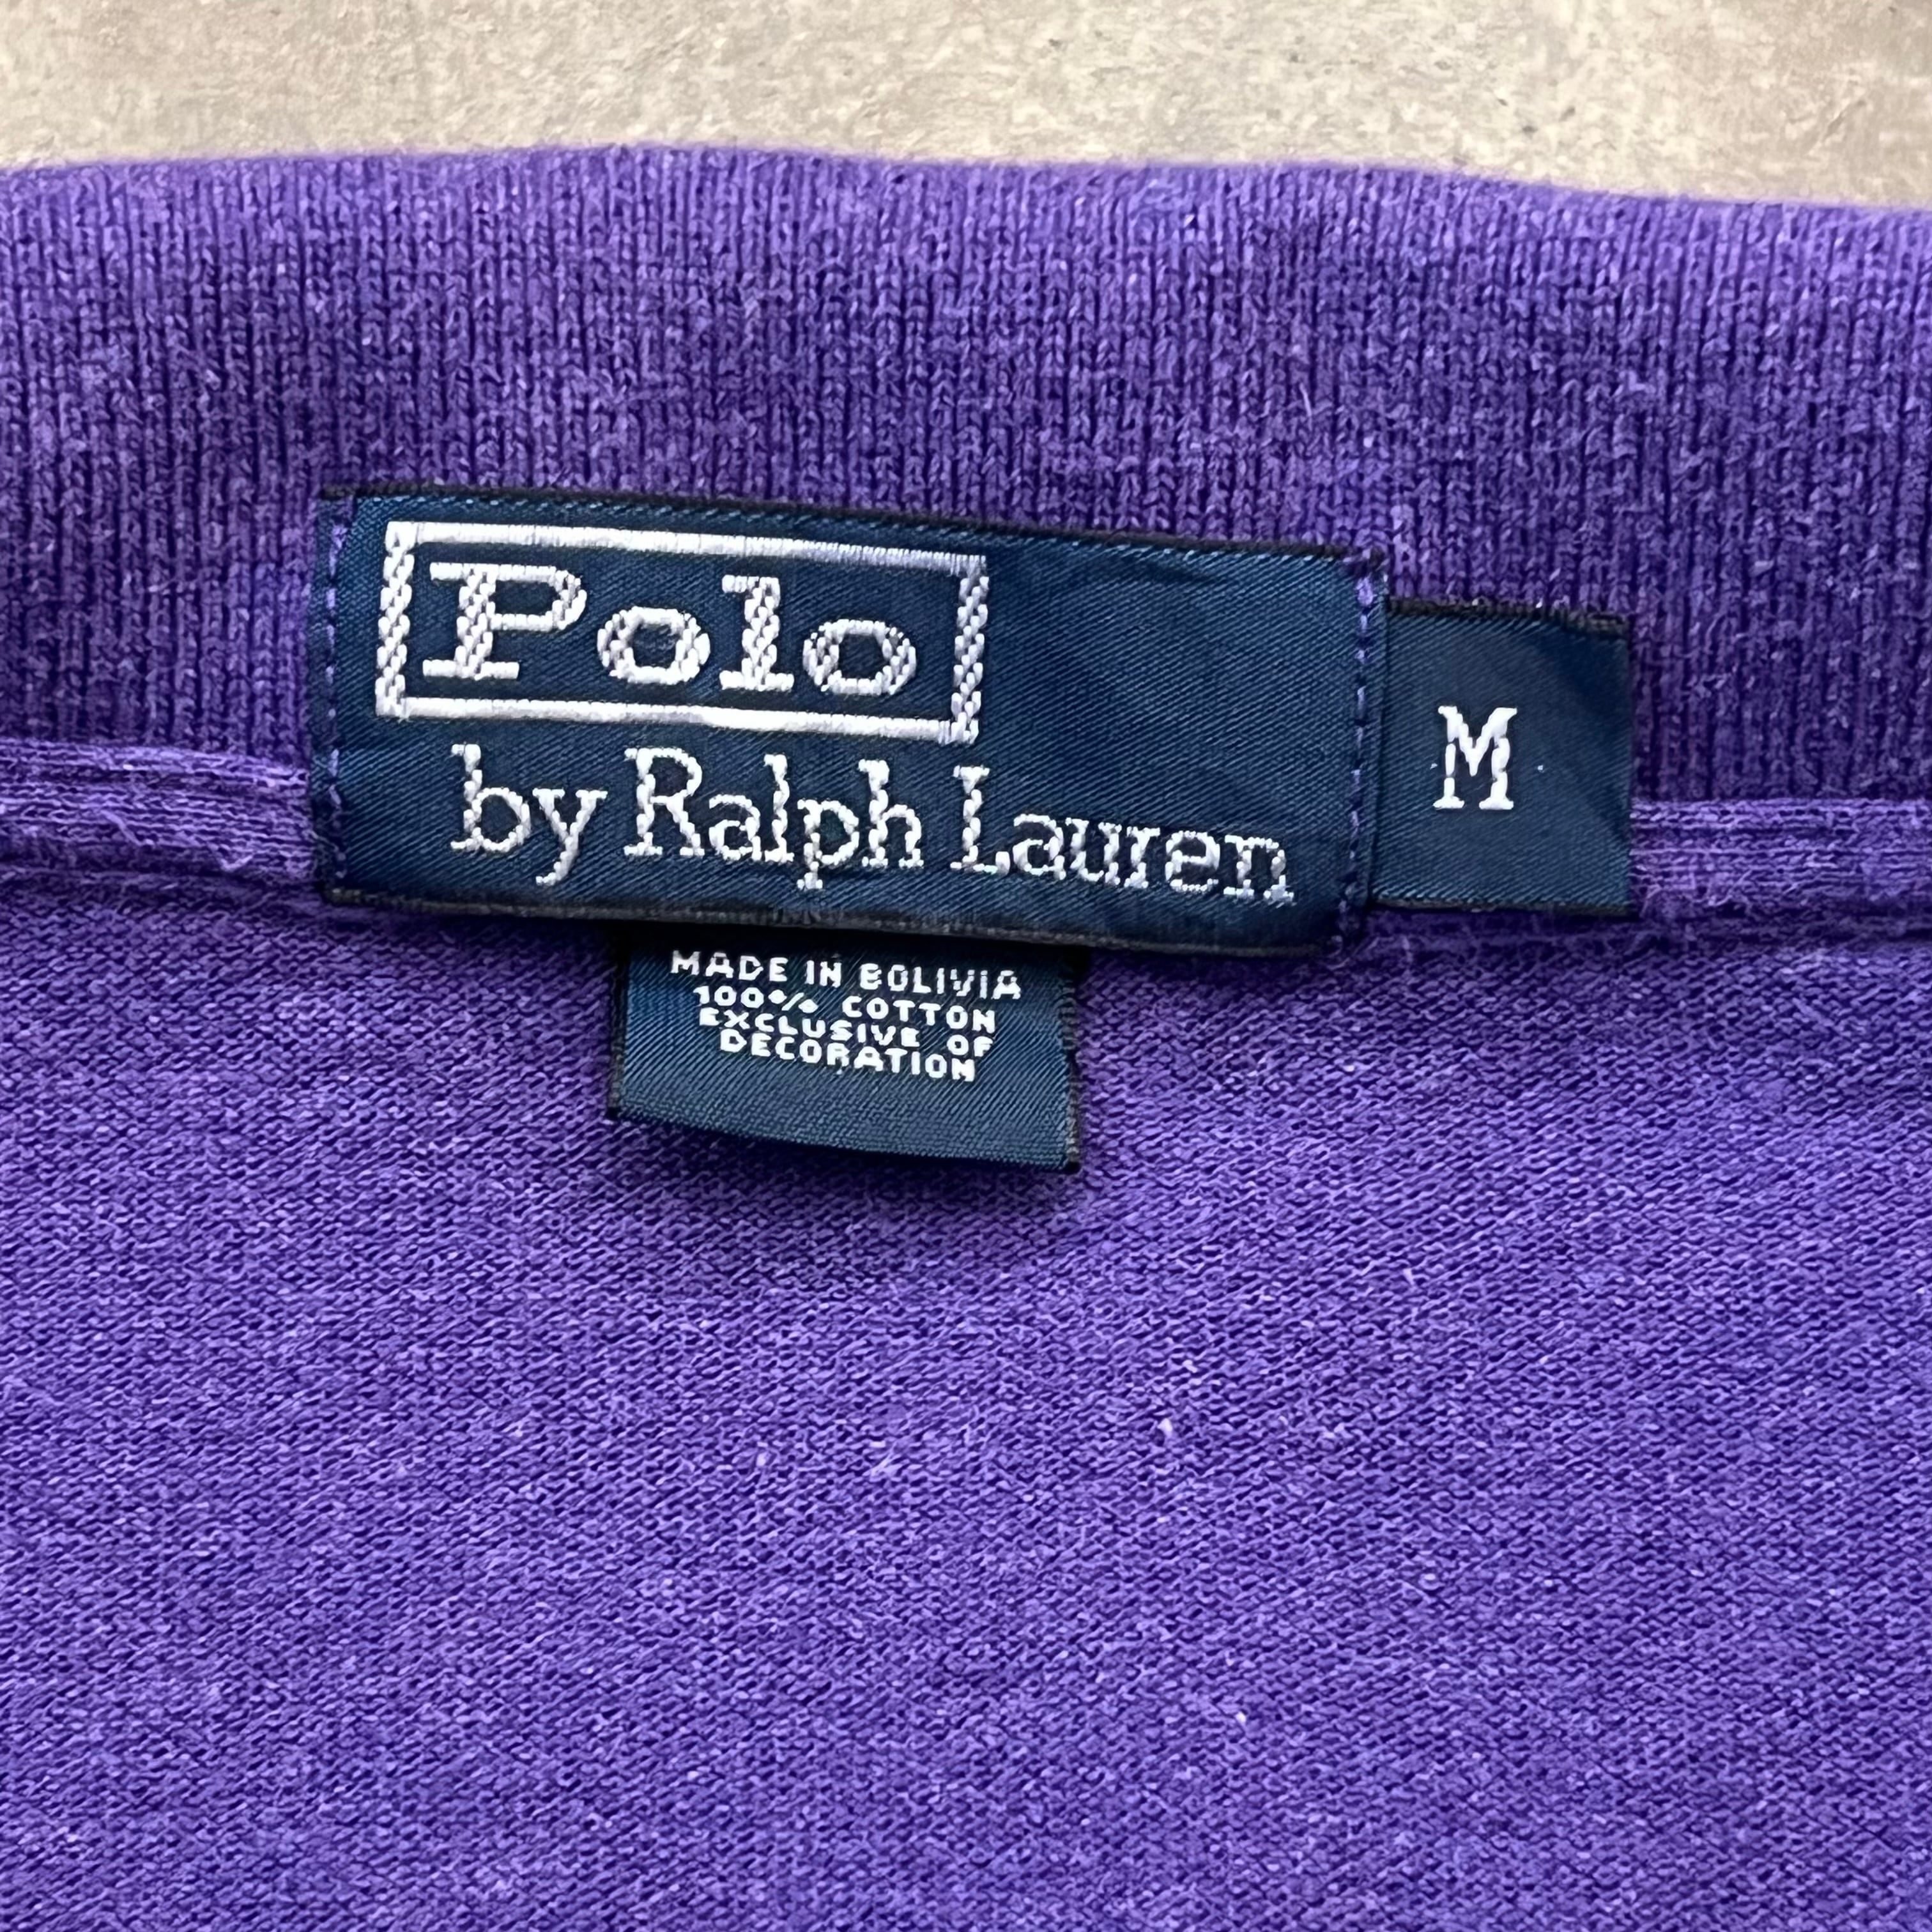 Polo
by Ralph Lauren
M
MADE IN BOLIVIA
100% COTTON
EXCLUSIVE OF
DECORATION